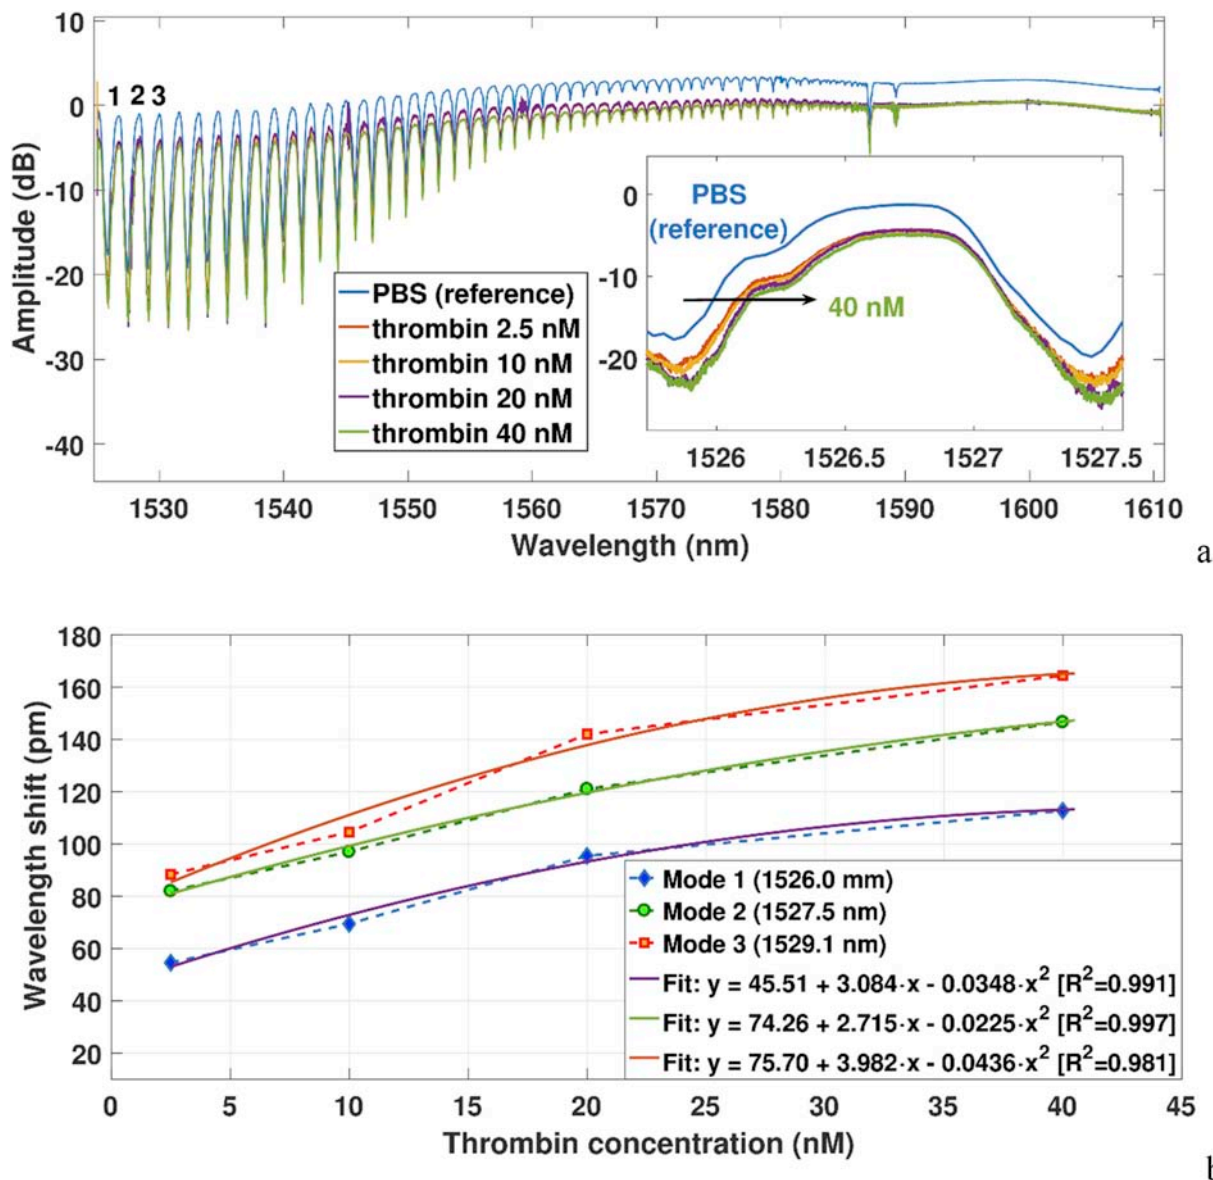 10
0
-10
-20
-30
-40
Amplitude (dB)
1 2 3
PBS (reference)
thrombin 2.5 nM
thrombin 10 nM
thrombin 20 nM
thrombin 40 nM
0
-10
-20
PBS
(reference)
40 nM
1526 1526.5 1527 1527.5
1530 1540 1550 1560 1570 1580 1590 1600 1610
Wavelength (nm)
a
180
160
140
120
100
80
60
40
20
Wavelength shift (pm)
Mode 1 (1526.0 mm)
Mode 2 (1527.5 nm)
Mode 3 (1529.1 nm)
Fit: y = 45.51 + 3.084·x - 0.0348·x² [R²=0.991]
Fit: y = 74.26 + 2.715·x - 0.0225·x² [R²=0.997]
Fit: y = 75.70 + 3.982·x - 0.0436·x² [R²=0.981]
0 5 10 15 20 25 30 35 40 45
Thrombin concentration (nM)